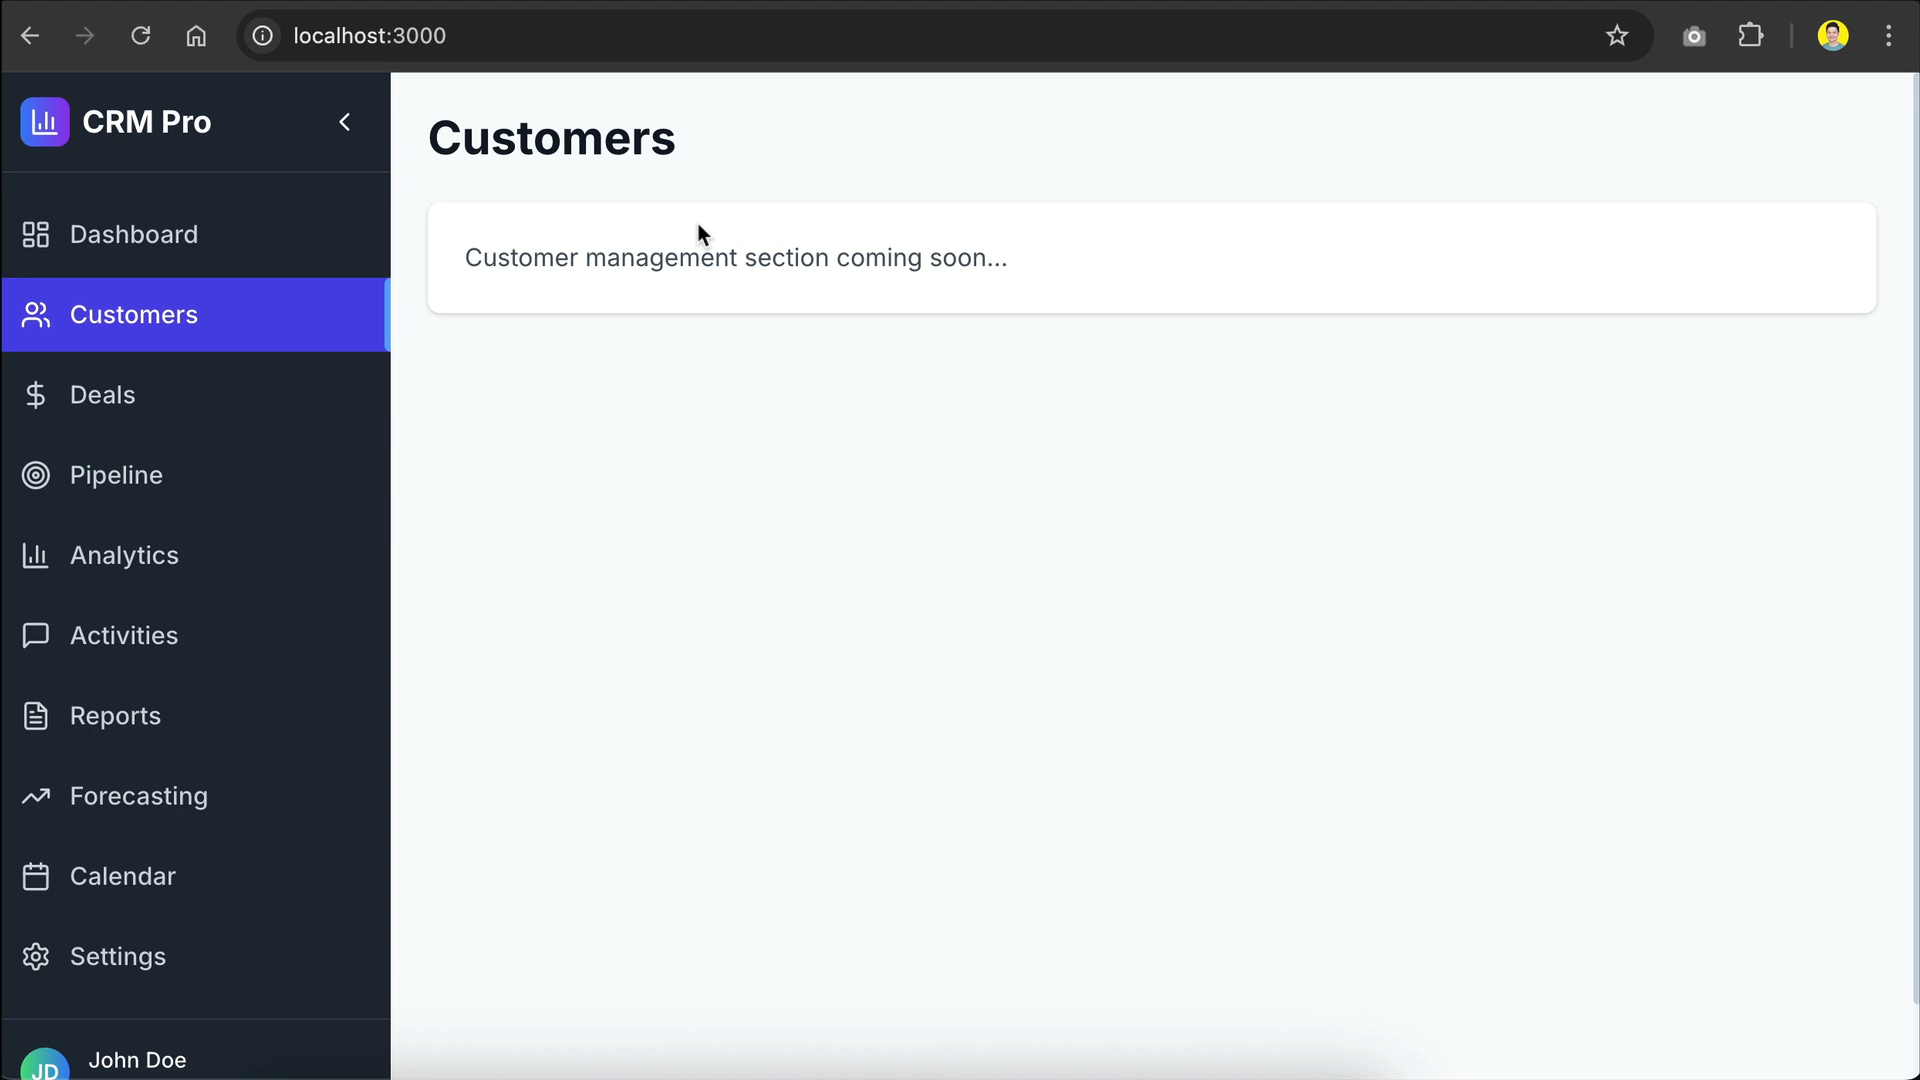 localhost:3000
CRM Pro
Customers
Customer management section coming soon...
Dashboard
Customers
Deals
Pipeline
Analytics
Activities
Reports
Forecasting
Calendar
Settings
John Doe
JD